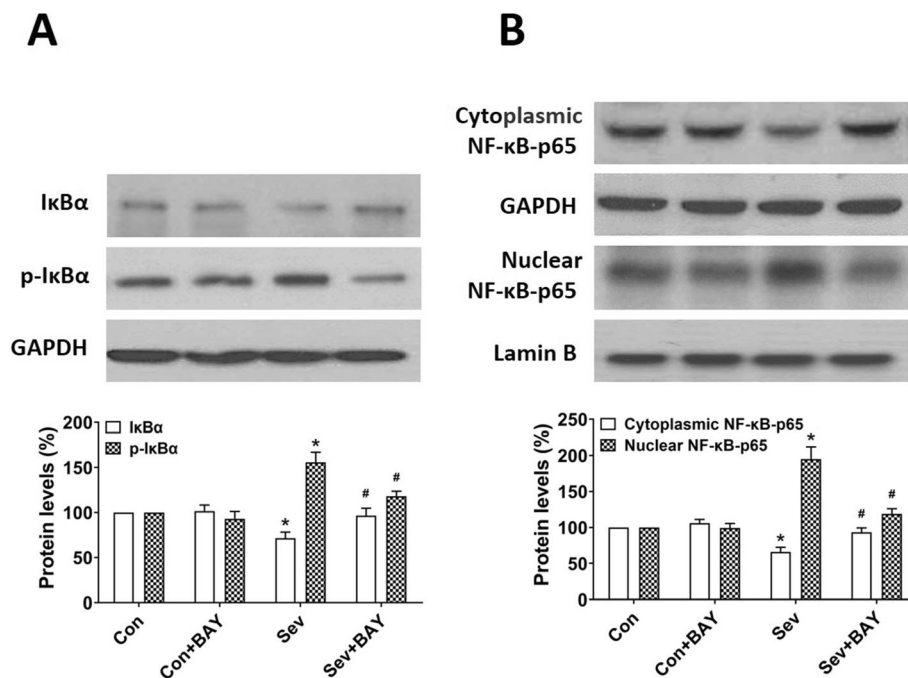 A
IκBα
p-IκBα
GAPDH
Protein levels (%)
200
150
100
50
0
IκBα
p-IκBα
*
*
#
#
Con
Con+BAY
Sev
Sev+BAY
B
Cytoplasmic
NF-κB-p65
GAPDH
Nuclear
NF-κB-p65
Lamin B
Protein levels (%)
250
200
150
100
50
0
Cytoplasmic NF-κB-p65
Nuclear NF-κB-p65
*
*
#
#
Con
Con+BAY
Sev
Sev+BAY